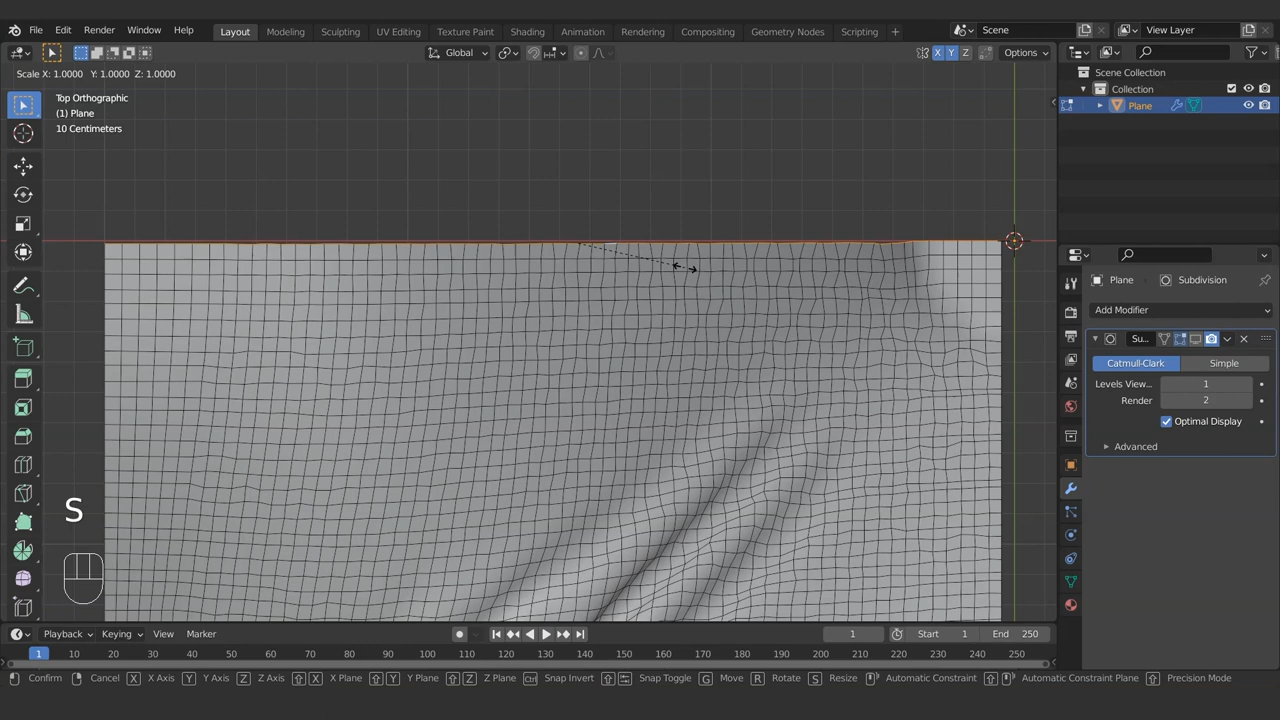 File Edit Render Window Help Layout Modeling Sculpting UV Editing Texture Paint Shading Animation Rendering Compositing Geometry Nodes Scripting + Scene View Layer
Global X Y Z Options
Scale X: 1.0000 Y: 1.0000 Z: 1.0000
Scene Collection
Collection
Plane
Top Orthographic
(1) Plane
10 Centimeters
Plane Subdivision
Add Modifier
Su...
Catmull-Clark Simple
Levels View... 1
Render 2
Optimal Display
Advanced
S
Playback Keying View Marker 1 Start 1 End 250
1 10 20 30 40 50 60 70 80 90 100 110 120 130 140 150 160 170 180 190 200 210 220 230 240 250
Confirm Cancel X X Axis Y Y Axis Z Z Axis X X Plane Y Y Plane Z Z Plane Ctrl Snap Invert Snap Toggle G Move R Rotate S Resize Automatic Constraint Automatic Constraint Plane Precision Mode